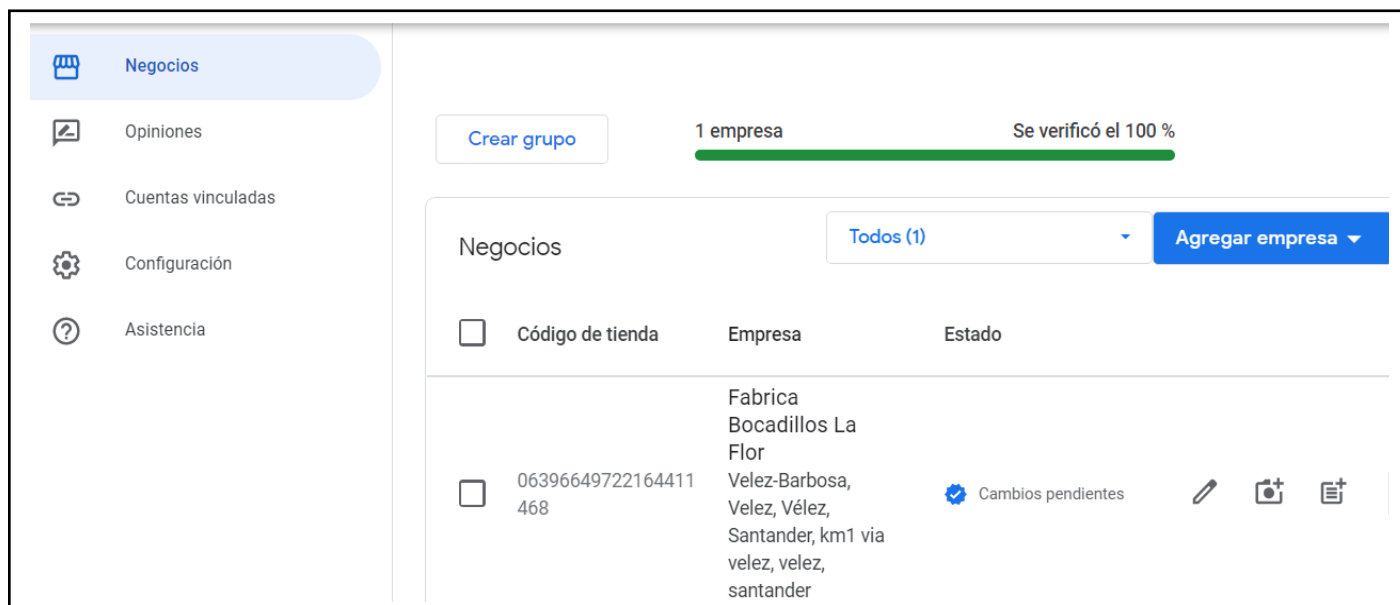 Negocios
Opiniones
Cuentas vinculadas
Configuración
Asistencia
Crear grupo
1 empresa
Se verificó el 100 %
Negocios
Todos (1)
Agregar empresa
Código de tienda
Empresa
Estado
06396649722164411
468
Fabrica
Bocadillos La
Flor
Velez-Barbosa,
Velez, Vélez,
Santander, km1 via
velez, velez,
santander
Cambios pendientes